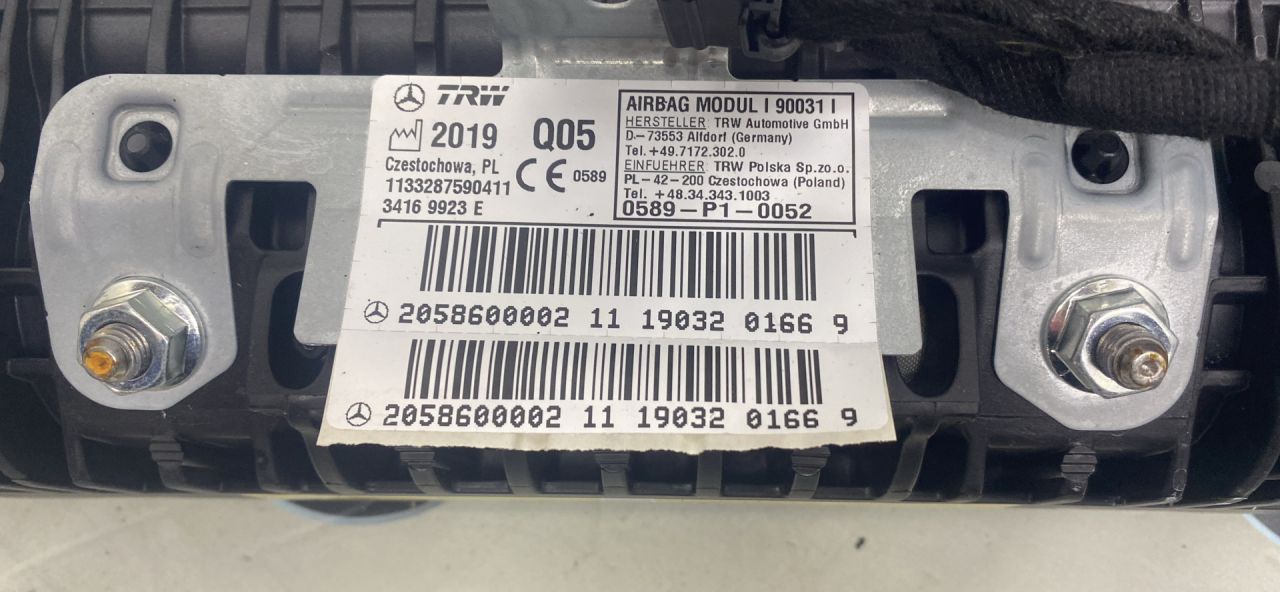 TRW
2019 Q05
Czestochowa, PL
1133287590411
CE 0589
3416 9923 E
AIRBAG MODUL I 90031 I
HERSTELLER: TRW Automotive GmbH
D-73553 Alfdorf (Germany)
Tel.+49.7172.302.0
EINFUEHRER: TRW Polska Sp.zo.o.
PL-42-200 Czestochowa (Poland)
Tel. +48.34.343.1003
0589-P1-0052
2058600002 11 19032 0166 9
2058600002 11 19032 0166 9